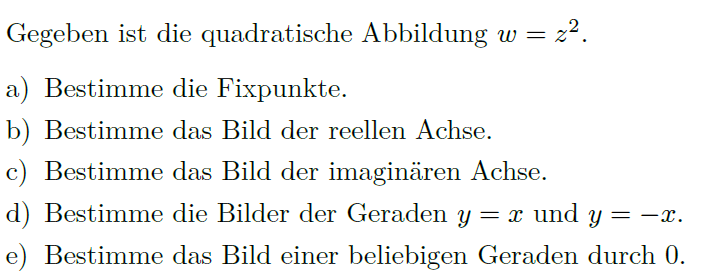 Gegeben ist die quadratische Abbildung w = z².
a) Bestimme die Fixpunkte.
b) Bestimme das Bild der reellen Achse.
c) Bestimme das Bild der imaginären Achse.
d) Bestimme die Bilder der Geraden y = x und y = −x.
e) Bestimme das Bild einer beliebigen Geraden durch 0.